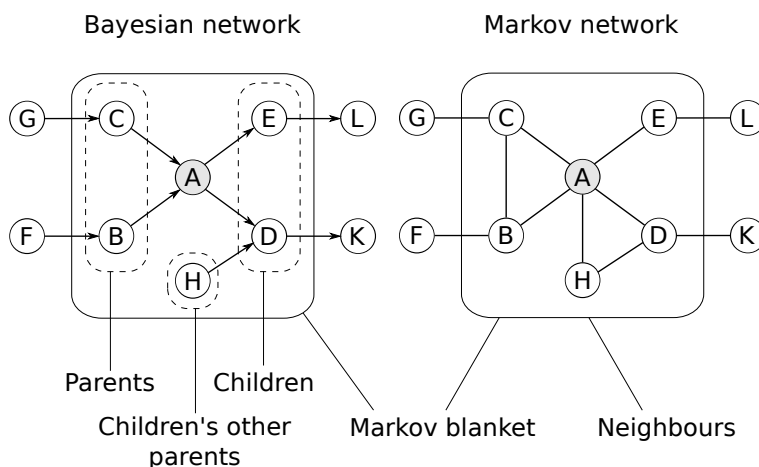 Bayesian network
Markov network
G
C
E
L
A
F
B
D
K
H
G
C
E
L
A
F
B
D
K
H
Parents
Children
Children's other
parents
Markov blanket
Neighbours